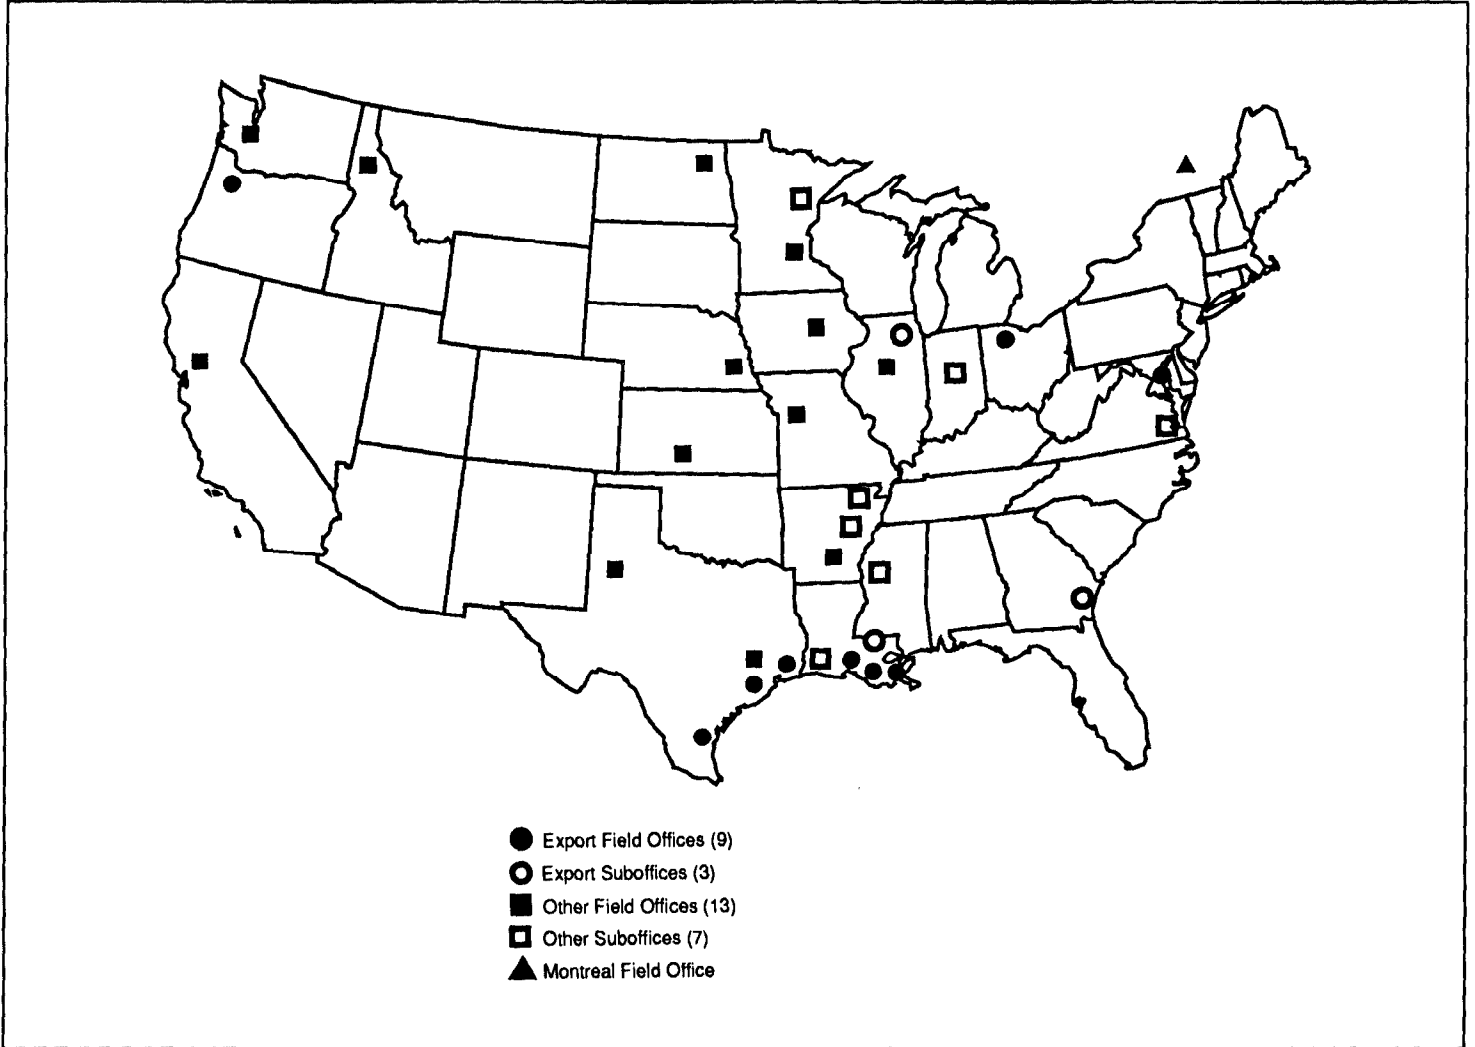 Export Field Offices (9)
Export Suboffices (3)
Other Field Offices (13)
Other Suboffices (7)
Montreal Field Office